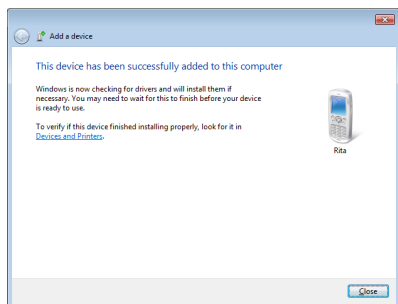 Add a device
This device has been successfully added to this computer
Windows is now checking for drivers and will install them if
necessary. You may need to wait for this to finish before your device
is ready to use.
To verify if this device finished installing properly, look for it in
Devices and Printers.
Rita
Close